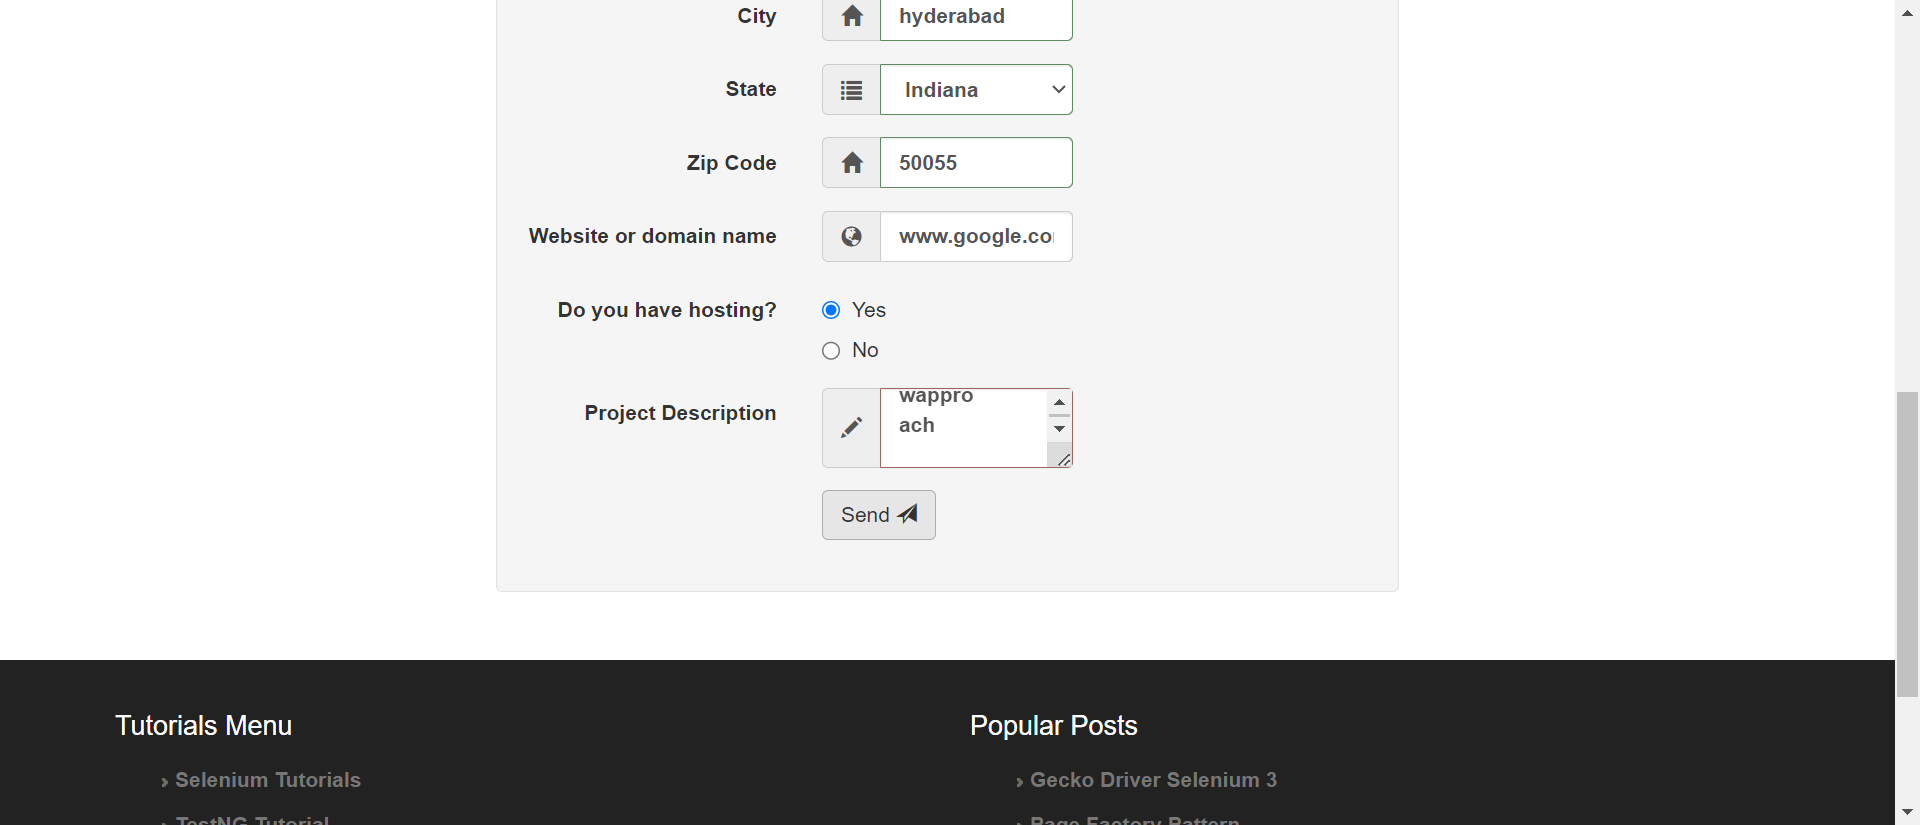 City
hyderabad
State
Indiana
Zip Code
50055
Website or domain name
www.google.co
Do you have hosting?
Yes
No
Project Description
wappro
ach
Send
Tutorials Menu
Popular Posts
Selenium Tutorials
Gecko Driver Selenium 3
TestNG Tutorial
Page Factory Pattern